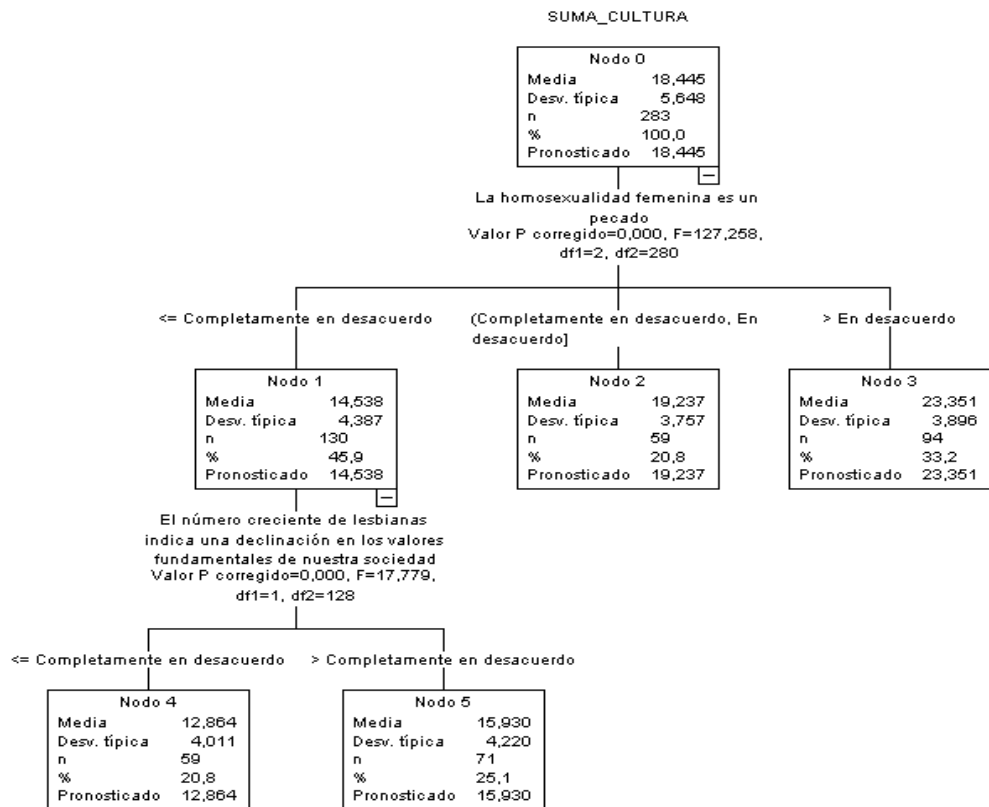 SUMA_CULTURA
Nodo 0
Media 18,445
Desv. típica 5,648
n 283
% 100,0
Pronosticado 18,445
La homosexualidad femenina es un
pecado
Valor P corregido=0,000, F=127,258,
df1=2, df2=280
<= Completamente en desacuerdo
(Completamente en desacuerdo, En
desacuerdo]
> En desacuerdo
Nodo 1
Media 14,538
Desv. típica 4,387
n 130
% 45,9
Pronosticado 14,538
Nodo 2
Media 19,237
Desv. típica 3,757
n 59
% 20,8
Pronosticado 19,237
Nodo 3
Media 23,351
Desv. típica 3,896
n 94
% 33,2
Pronosticado 23,351
El número creciente de lesbianas
indica una declinación en los valores
fundamentales de nuestra sociedad
Valor P corregido=0,000, F=17,779,
df1=1, df2=128
<= Completamente en desacuerdo
> Completamente en desacuerdo
Nodo 4
Media 12,864
Desv. típica 4,011
n 59
% 20,8
Pronosticado 12,864
Nodo 5
Media 15,930
Desv. típica 4,220
n 71
% 25,1
Pronosticado 15,930